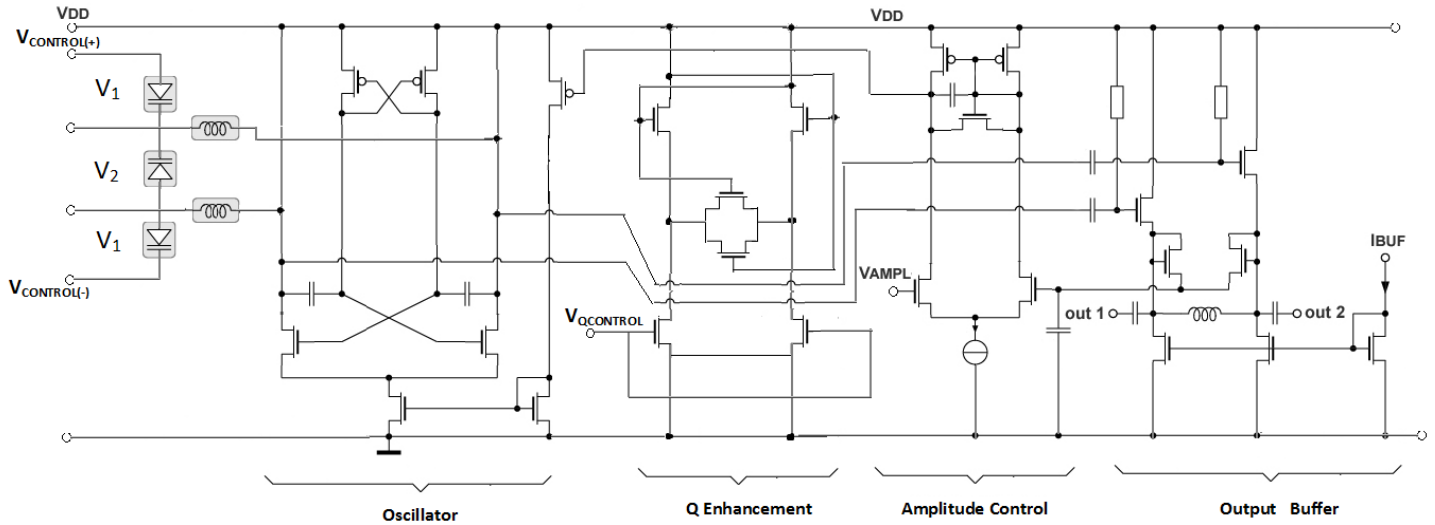 VDD
VDD
VCONTROL(+)
V1
V2
V1
VCONTROL(-)
IBUF
VAMPL
out 1
out 2
VQCONTROL
Oscillator
Q Enhancement
Amplitude Control
Output Buffer